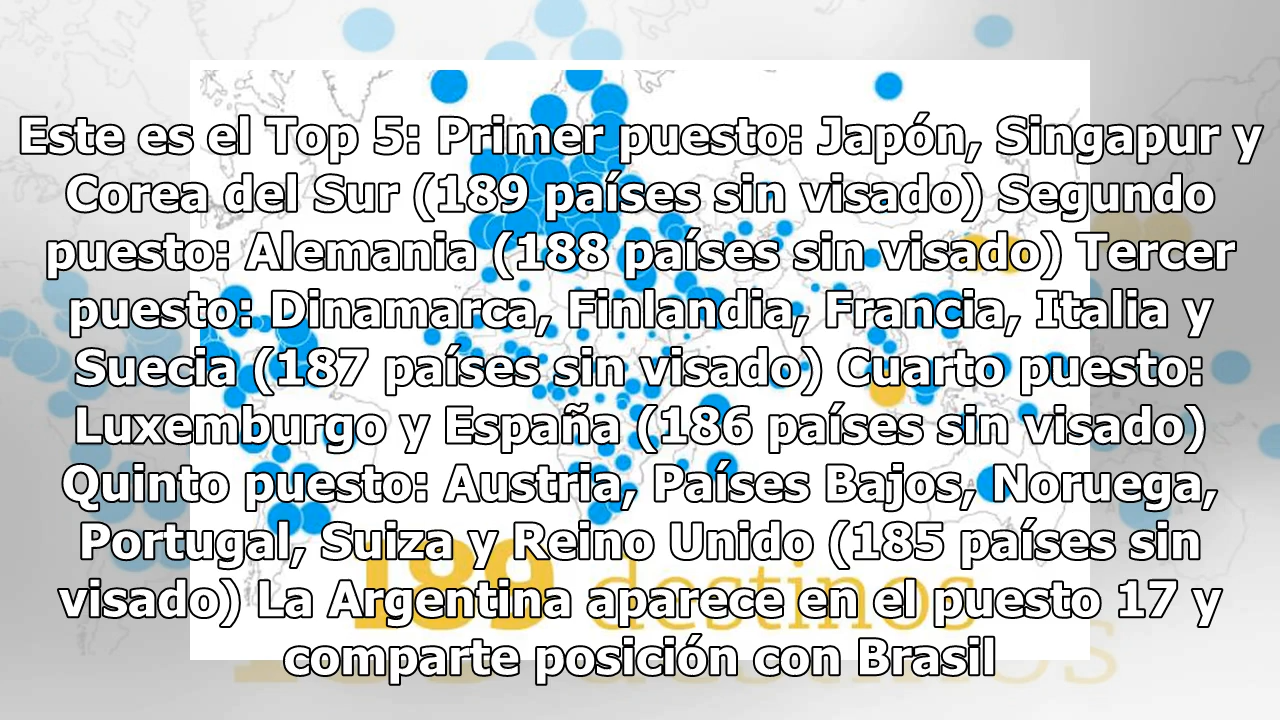 Este es el Top 5: Primer puesto: Japón, Singapur y
Corea del Sur (189 países sin visado) Segundo
puesto: Alemania (188 países sin visado) Tercer
puesto: Dinamarca, Finlandia, Francia, Italia y
Suecia (187 países sin visado) Cuarto puesto:
Luxemburgo y España (186 países sin visado)
Quinto puesto: Austria, Países Bajos, Noruega,
Portugal, Suiza y Reino Unido (185 países sin
visado) La Argentina aparece en el puesto 17 y
comparte posición con Brasil
189 destinos